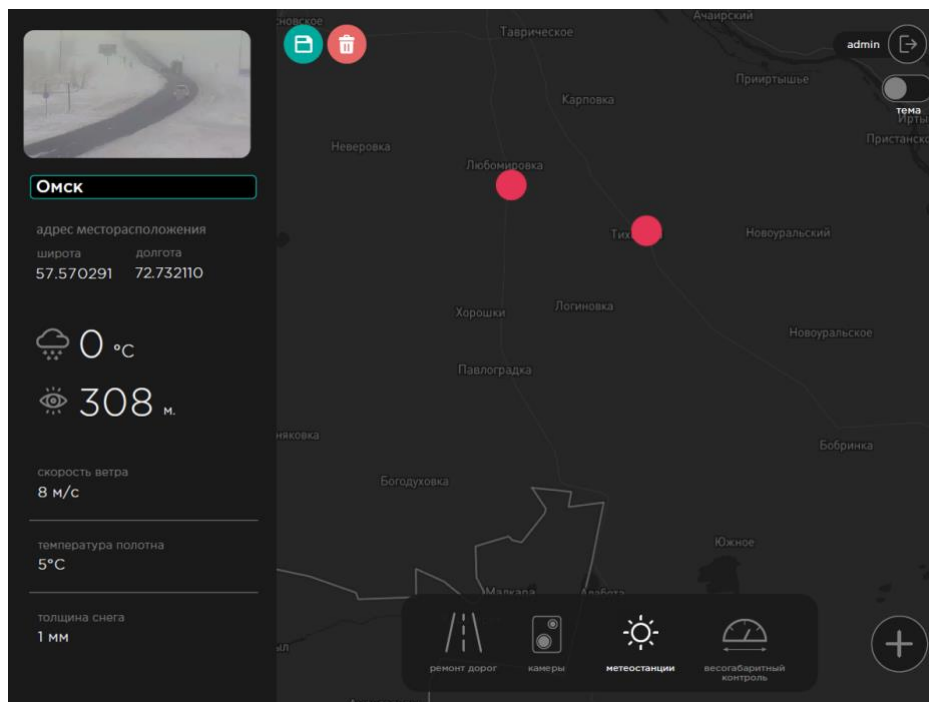 Омск
адрес месторасположения
широта долгота
57.570291 72.732110
0 °C
308 м.
скорость ветра
8 м/с
температура полотна
5°C
толщина снега
1 мм
Таврическое
Ачаирский
admin
Прииртышье
тема
Карповка
Неверовка
Любомировка
Новоуральский
Хорошки
Логиновка
Новоуральское
Павлоградка
Бобринка
Богодуховка
Южное
ремонт дорог
камеры
метеостанции
весогабаритный
контроль